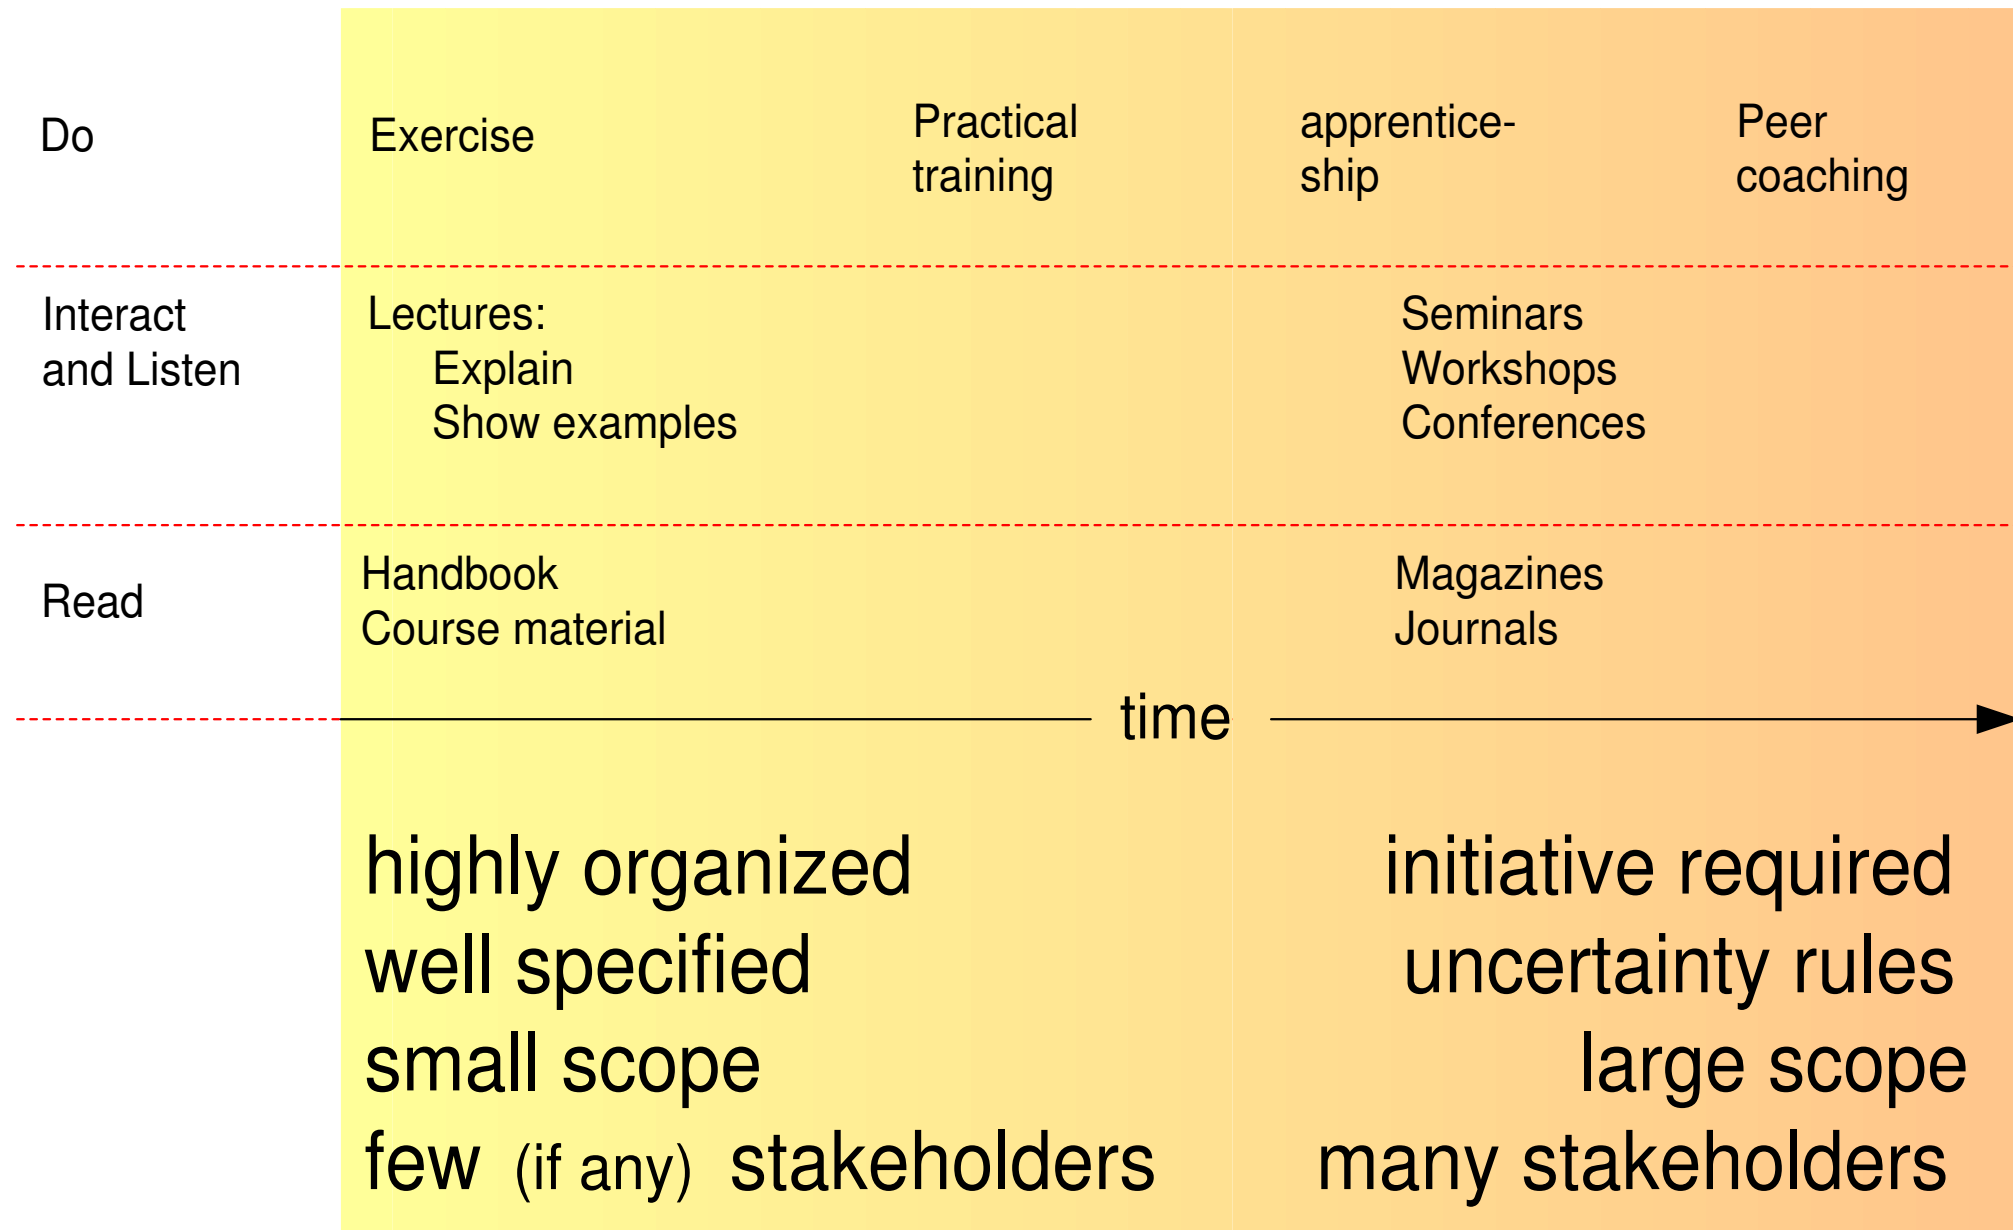 Do
Exercise
Practical
training
apprentice-
ship
Peer
coaching
Interact
and Listen
Lectures:
Explain
Show examples
Seminars
Workshops
Conferences
Read
Handbook
Course material
Magazines
Journals
time
highly organized
well specified
small scope
few (if any) stakeholders
initiative required
uncertainty rules
large scope
many stakeholders